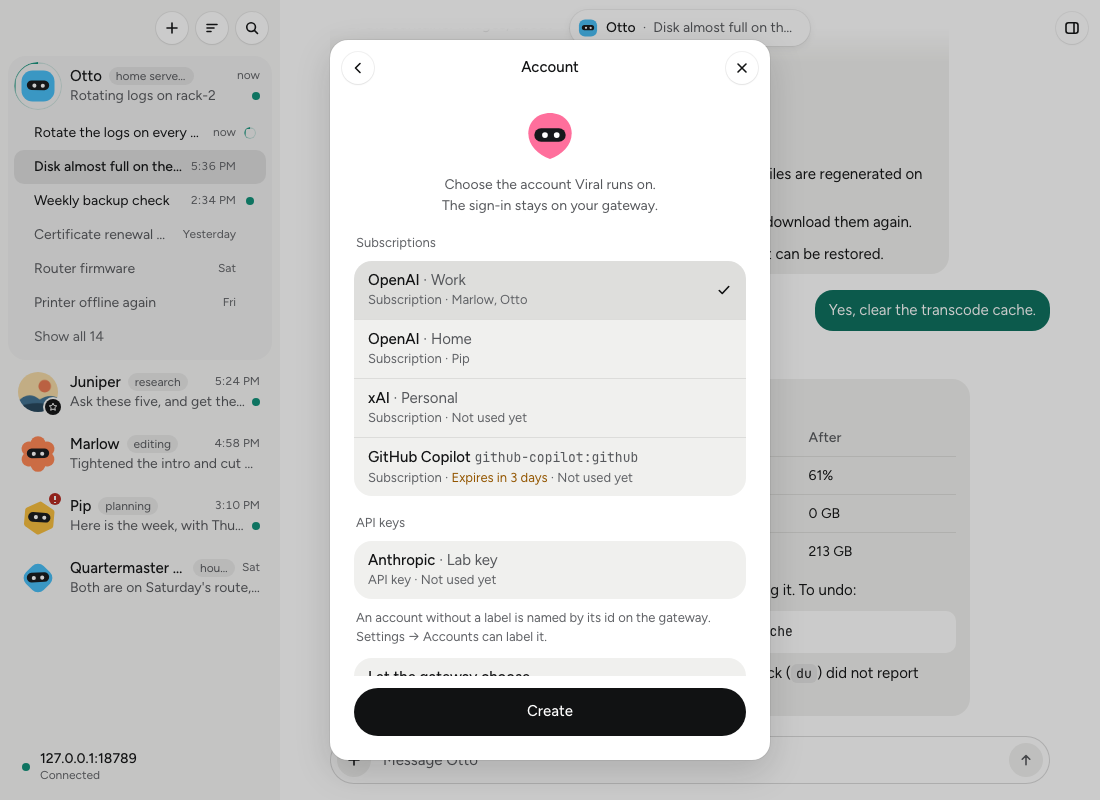 Otto home serve... now
Rotating logs on rack-2
Rotate the logs on every ... now
Disk almost full on the... 5:36 PM
Weekly backup check 2:34 PM
Certificate renewal ... Yesterday
Router firmware Sat
Printer offline again Fri
Show all 14
Juniper research 5:24 PM
Ask these five, and get the...
Marlow editing 4:58 PM
Tightened the intro and cut ...
Pip planning 3:10 PM
Here is the week, with Thu...
Quartermaster ... hou... Sat
Both are on Saturday's route,...
127.0.0.1:18789
Connected
Otto · Disk almost full on th...
Account
Choose the account Viral runs on.
The sign-in stays on your gateway.
Subscriptions
OpenAI · Work
Subscription · Marlow, Otto
OpenAI · Home
Subscription · Pip
xAI · Personal
Subscription · Not used yet
GitHub Copilot github-copilot:github
Subscription · Expires in 3 days · Not used yet
API keys
Anthropic · Lab key
API key · Not used yet
An account without a label is named by its id on the gateway.
Settings → Accounts can label it.
Let the gateway choose
Create
iles are regenerated on
download them again.
can be restored.
Yes, clear the transcode cache.
After
61%
0 GB
213 GB
g it. To undo:
che
ck ( du ) did not report
Message Otto